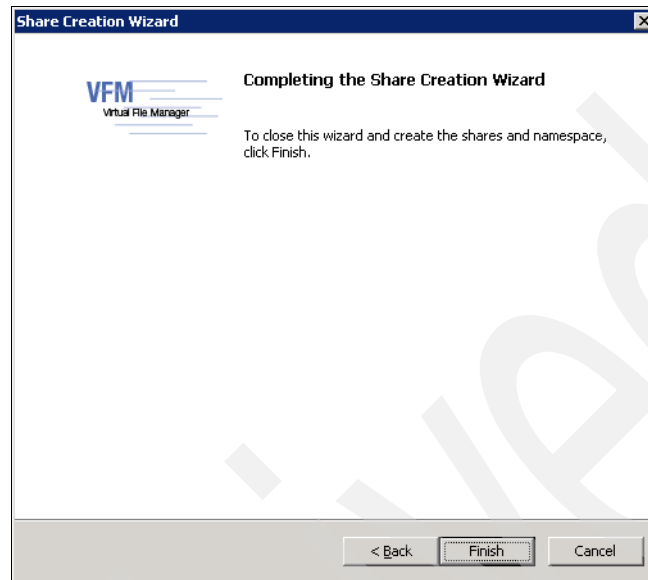 Share Creation Wizard
VFM
Virtual File Manager
Completing the Share Creation Wizard
To close this wizard and create the shares and namespace,
click Finish.
< Back
Finish
Cancel